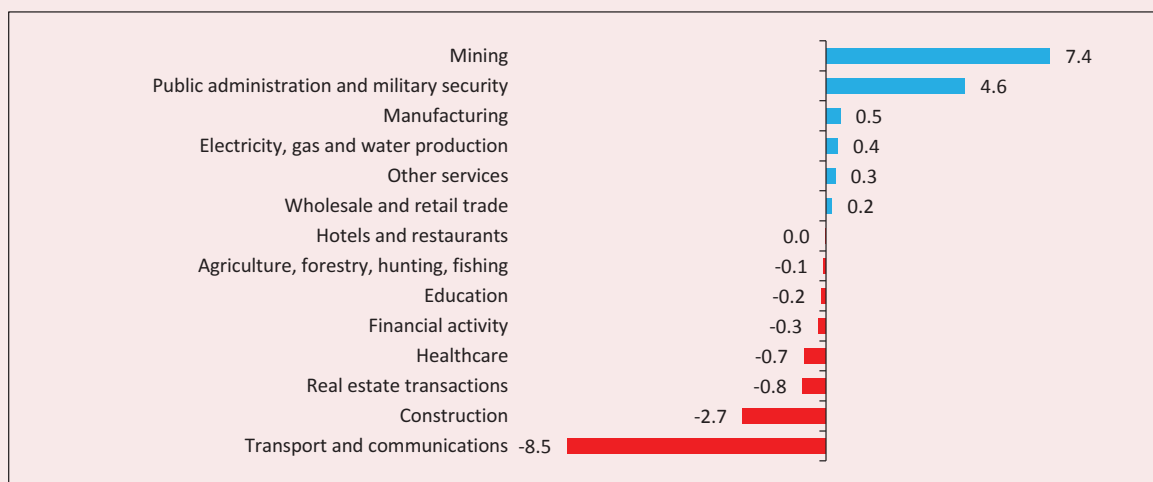 Mining 7.4
Public administration and military security 4.6
Manufacturing 0.5
Electricity, gas and water production 0.4
Other services 0.3
Wholesale and retail trade 0.2
Hotels and restaurants 0.0
Agriculture, forestry, hunting, fishing -0.1
Education -0.2
Financial activity -0.3
Healthcare -0.7
Real estate transactions -0.8
Construction -2.7
Transport and communications -8.5